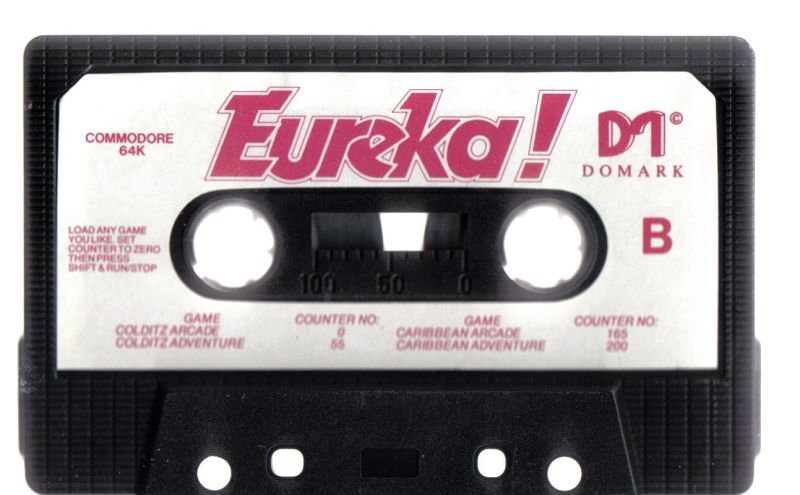 Eureka!
COMMODORE
64K
DM©
DOMARK
LOAD ANY GAME
YOU LIKE. SET
COUNTER TO ZERO
THEN PRESS
SHIFT & RUN/STOP
B
100 50 0
GAME COUNTER NO: GAME COUNTER NO:
COLDITZ ARCADE 0 CARIBBEAN ARCADE 165
COLDITZ ADVENTURE 55 CARIBBEAN ADVENTURE 200